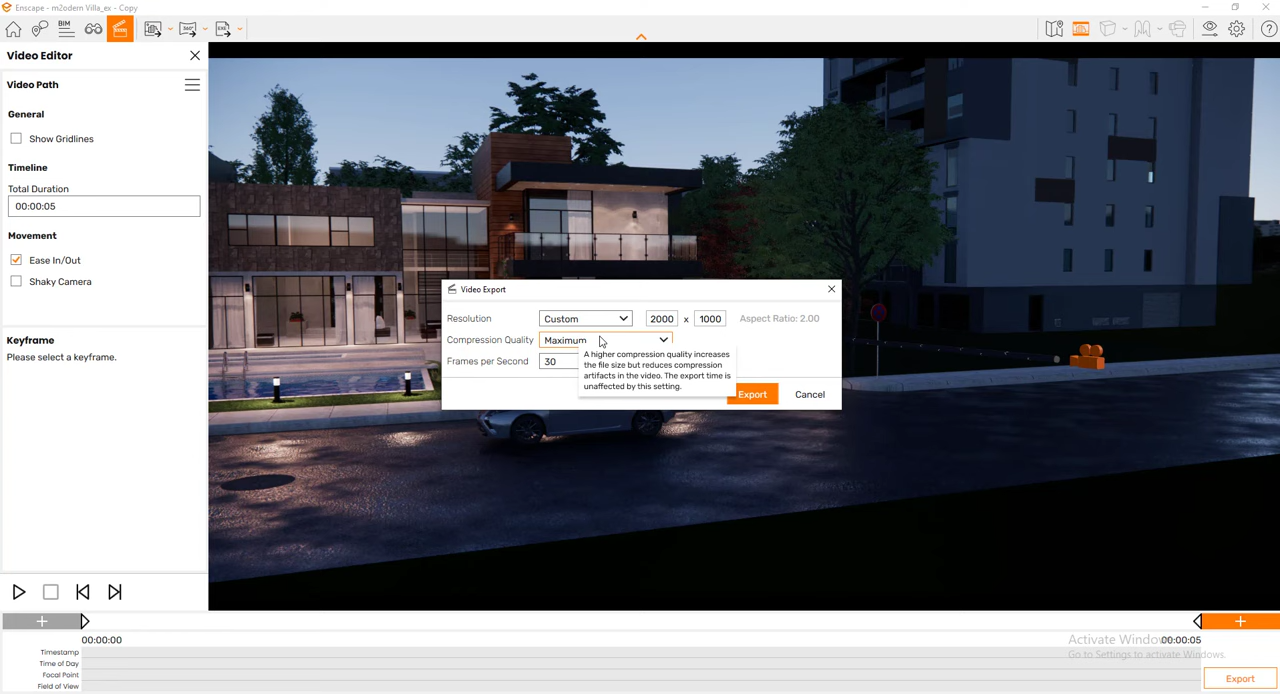 Enscape - m2odern Villa_ex - Copy
BIM
360°
EXE
Video Editor
Video Path
General
Show Gridlines
Timeline
Total Duration
00:00:05
Movement
Ease In/Out
Shaky Camera
Keyframe
Please select a keyframe.
Video Export
Resolution Custom 2000 x 1000 Aspect Ratio: 2.00
Compression Quality Maximum
Frames per Second 30
A higher compression quality increases
the file size but reduces compression
artifacts in the video. The export time is
unaffected by this setting.
Export Cancel
00:00:00 00:00:05
Activate Windows
Go to Settings to activate Windows.
Timestamp
Time of Day
Focal Point
Field of View
Export